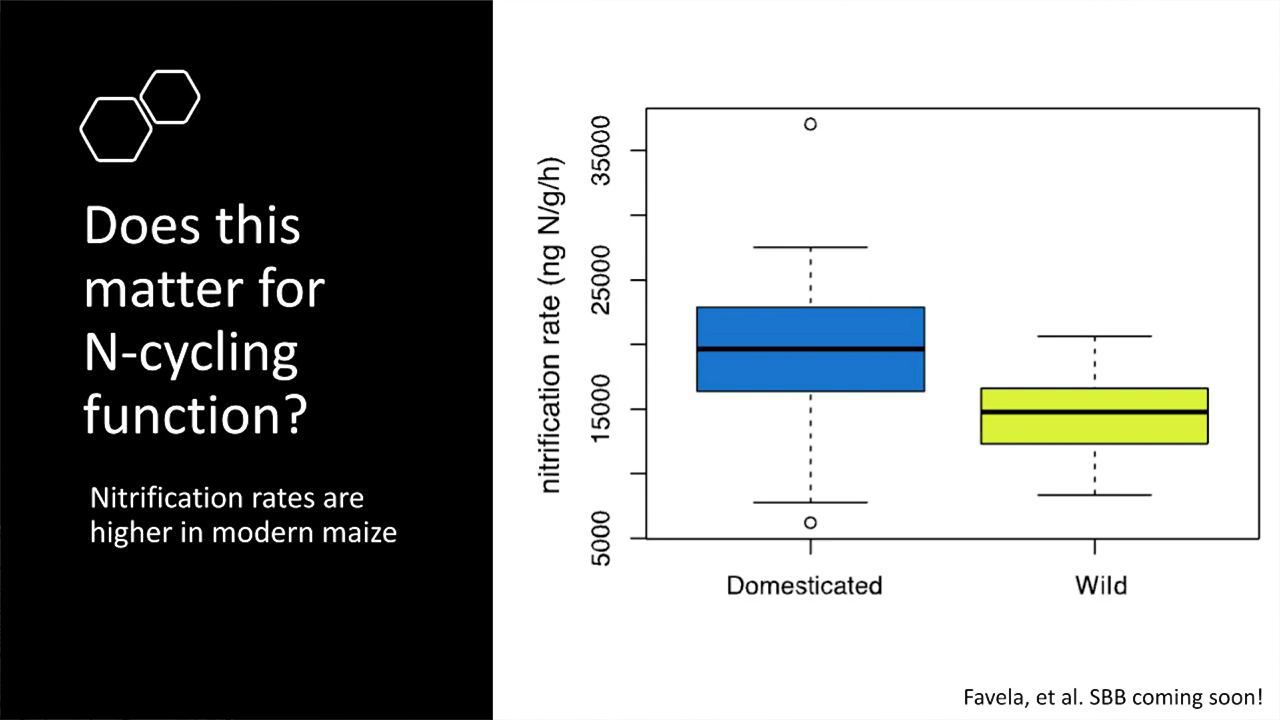 Does this
matter for
N-cycling
function?
Nitrification rates are
higher in modern maize
nitrification rate (ng N/g/h)
35000
25000
15000
5000
Domesticated
Wild
Favela, et al. SBB coming soon!